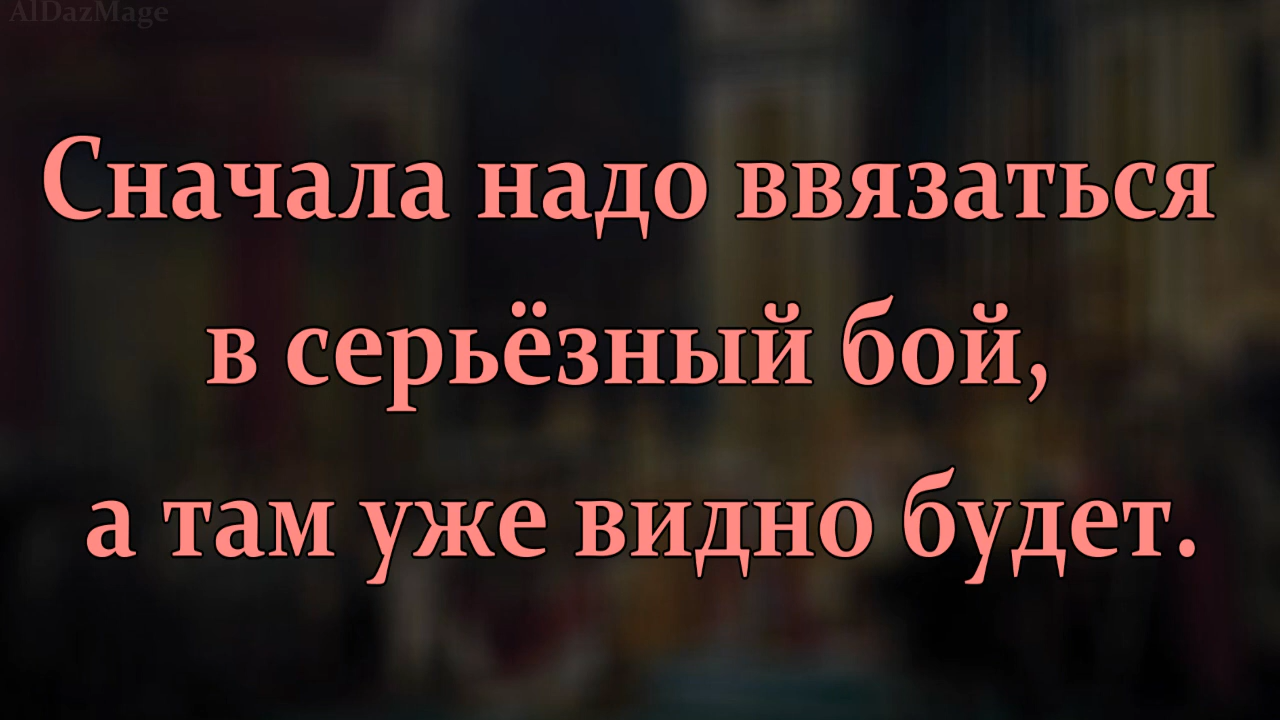 AlDazMage
Сначала надо ввязаться
в серьёзный бой,
а там уже видно будет.